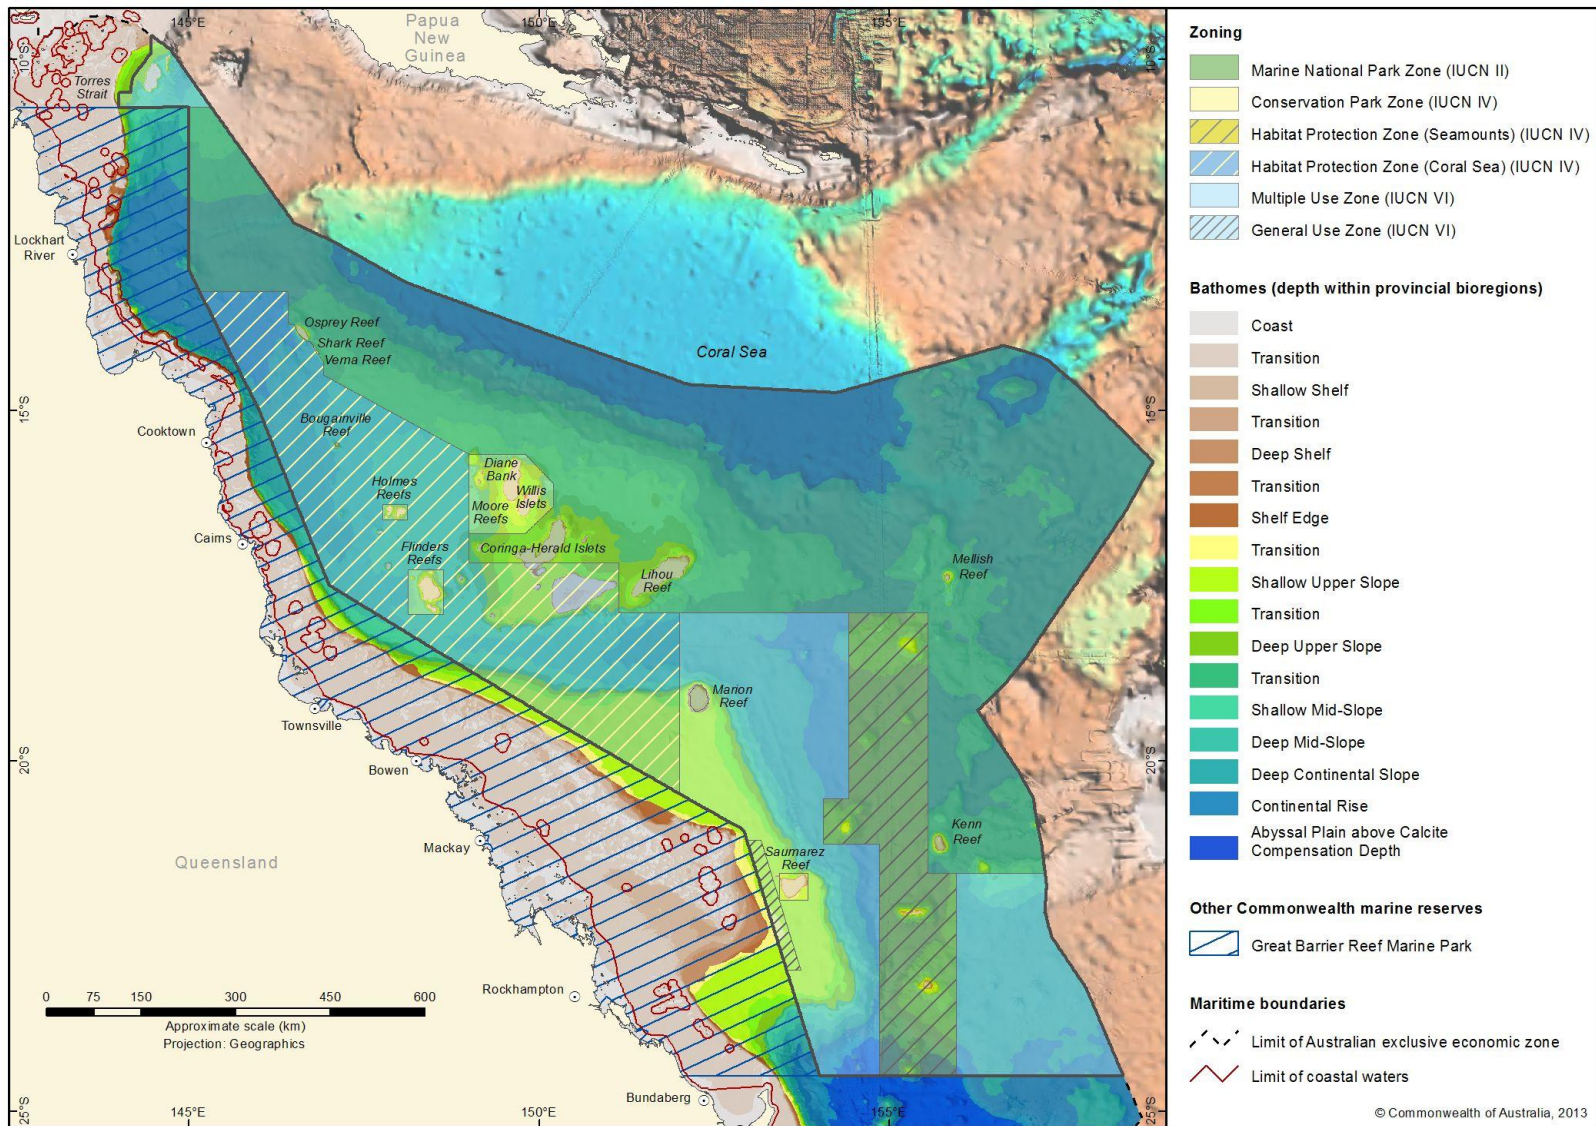 145°E
150°E
155°E
10°S
10°S
Papua
New
Guinea
Torres
Strait
Lockhart
River
Osprey Reef
Shark Reef
Vema Reef
Coral Sea
15°S
15°S
Bougainville
Reef
Cooktown
Diane
Bank
Willis
Islets
Holmes
Reefs
Moore
Reefs
Cairns
Flinders
Reefs
Coringa-Herald Islets
Lihou
Reef
Mellish
Reef
Marion
Reef
Townsville
20°S
20°S
Bowen
Mackay
Queensland
Saumarez
Reef
Kenn
Reef
Rockhampton
0 75 150 300 450 600
Approximate scale (km)
Projection: Geographics
Bundaberg
25°S
25°S
145°E
150°E
155°E
Zoning
Marine National Park Zone (IUCN II)
Conservation Park Zone (IUCN IV)
Habitat Protection Zone (Seamounts) (IUCN IV)
Habitat Protection Zone (Coral Sea) (IUCN IV)
Multiple Use Zone (IUCN VI)
General Use Zone (IUCN VI)
Bathomes (depth within provincial bioregions)
Coast
Transition
Shallow Shelf
Transition
Deep Shelf
Transition
Shelf Edge
Transition
Shallow Upper Slope
Transition
Deep Upper Slope
Transition
Shallow Mid-Slope
Deep Mid-Slope
Deep Continental Slope
Continental Rise
Abyssal Plain above Calcite
Compensation Depth
Other Commonwealth marine reserves
Great Barrier Reef Marine Park
Maritime boundaries
Limit of Australian exclusive economic zone
Limit of coastal waters
© Commonwealth of Australia, 2013